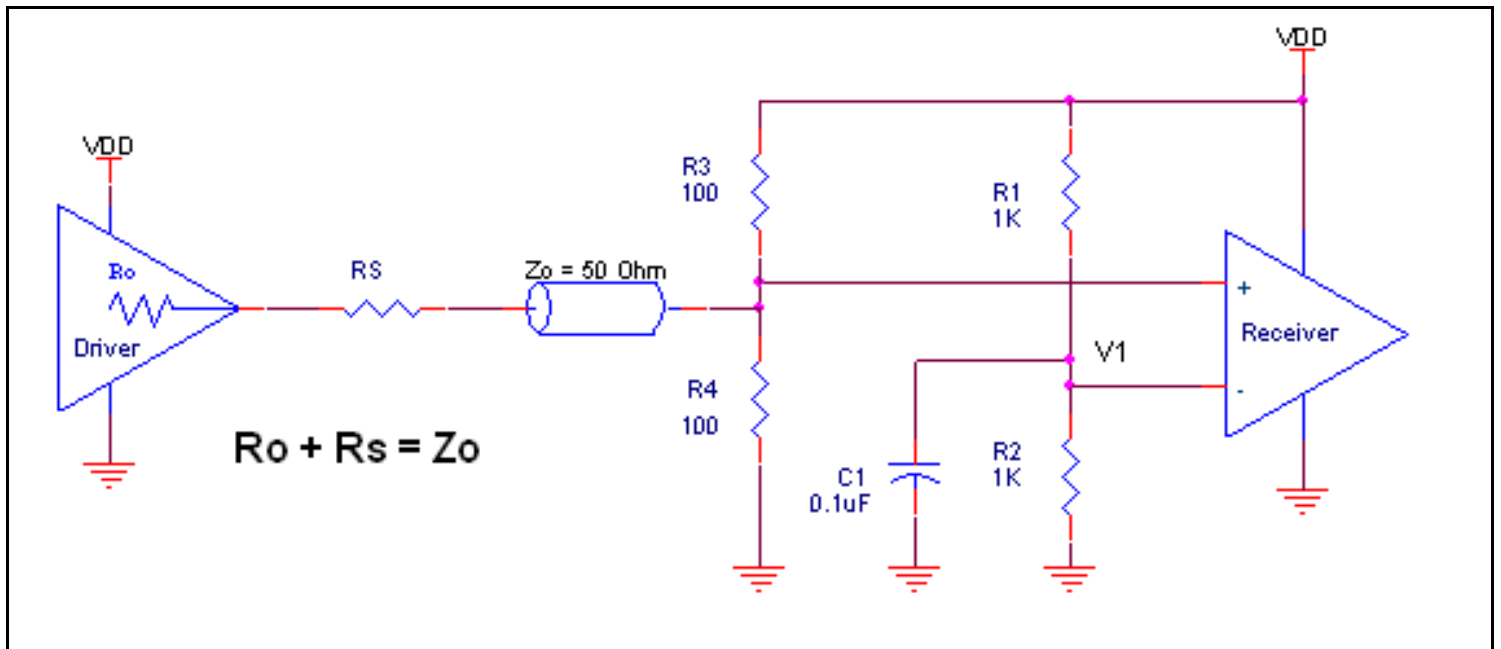 VDD
VDD
R3
100
R1
1K
Ro
RS
Zo = 50 Ohm
+
Receiver
Driver
V1
R4
100
-
Ro + Rs = Zo
R2
1K
C1
0.1uF